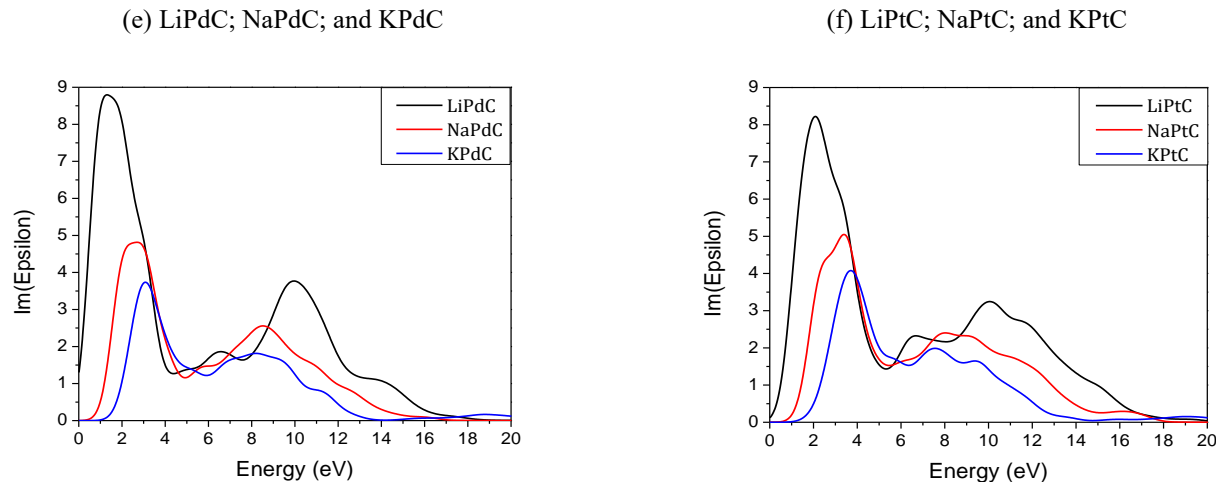 (e) LiPdC; NaPdC; and KPdC
(f) LiPtC; NaPtC; and KPtC
9
8
7
6
5
4
3
2
1
0
Im(Epsilon)
LiPdC
NaPdC
KPdC
0 2 4 6 8 10 12 14 16 18 20
Energy (eV)
9
8
7
6
5
4
3
2
1
0
Im(Epsilon)
LiPtC
NaPtC
KPtC
0 2 4 6 8 10 12 14 16 18 20
Energy (eV)